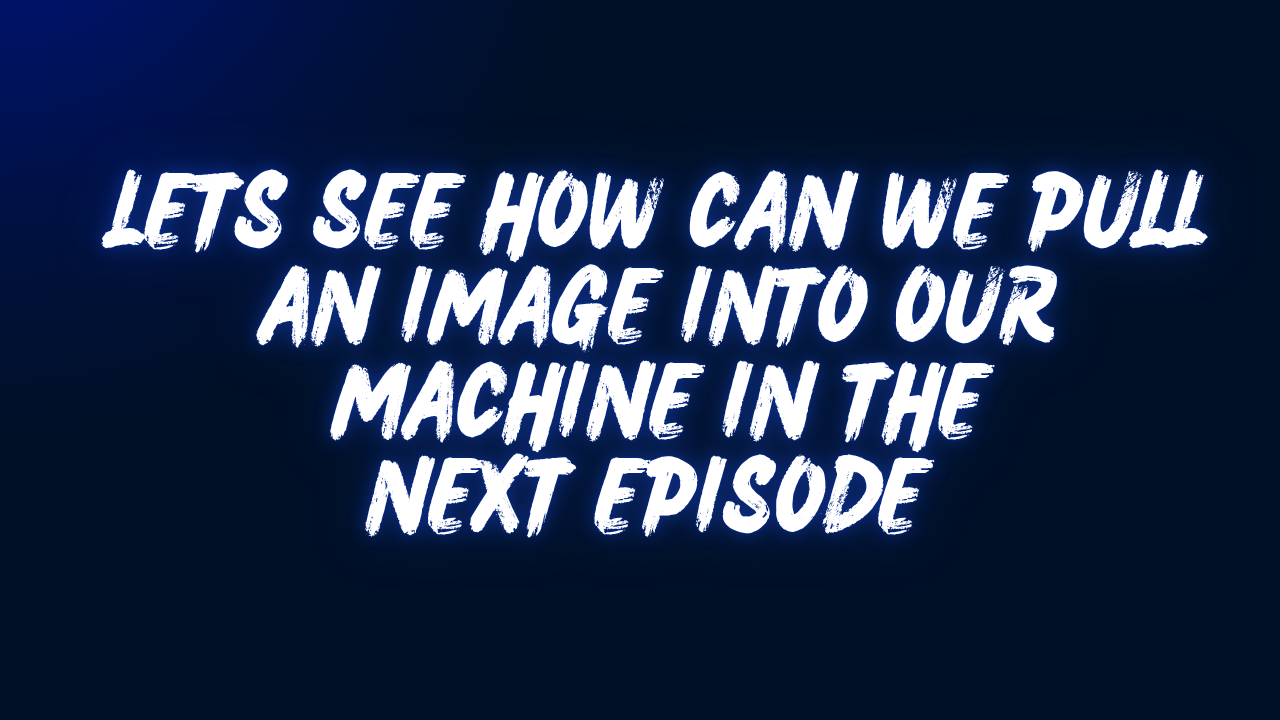 LETS SEE HOW CAN WE PULL
AN IMAGE INTO OUR
MACHINE IN THE
NEXT EPISODE